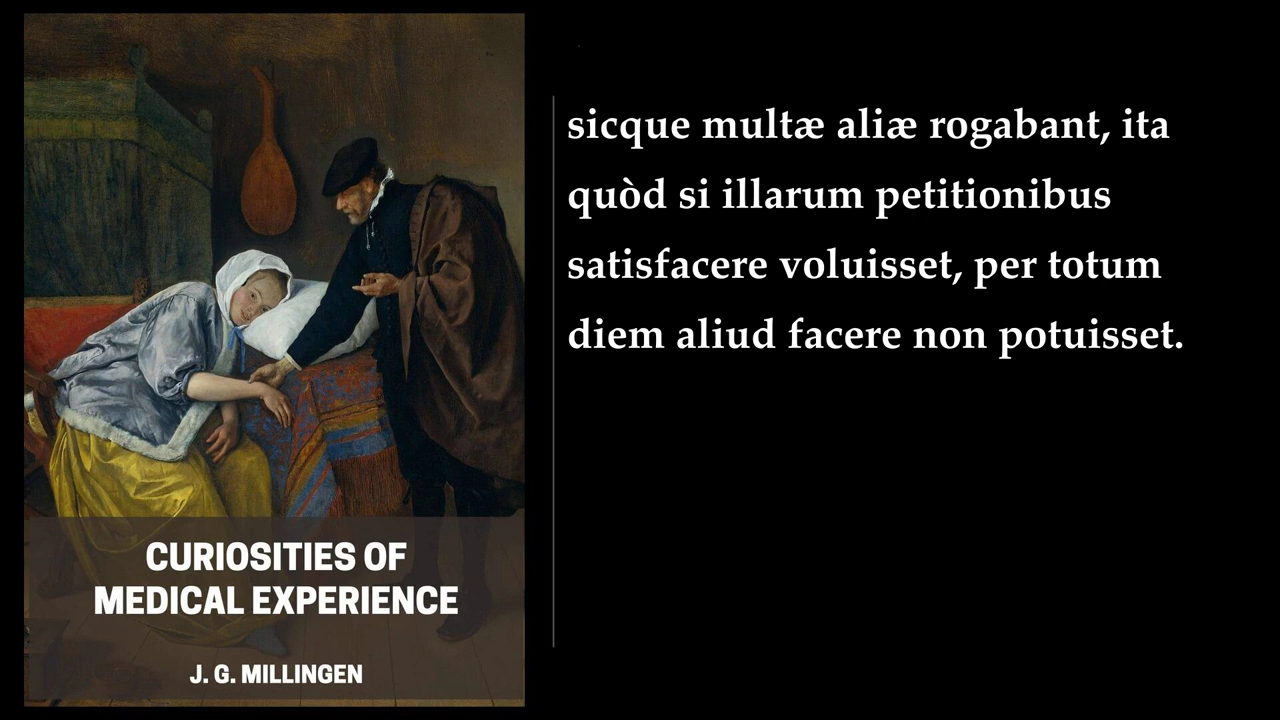 sicque multæ aliæ rogabant, ita
quòd si illarum petitionibus
satisfacere voluisset, per totum
diem aliud facere non potuisset.
CURIOSITIES OF
MEDICAL EXPERIENCE
J. G. MILLINGEN